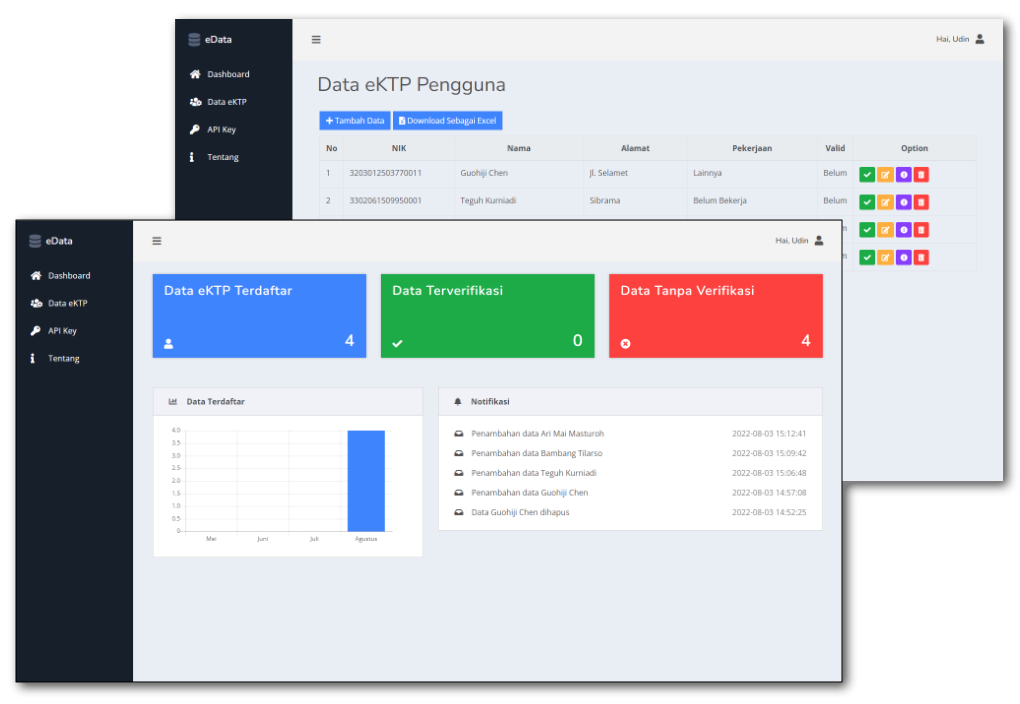 eData
Hai, Udin
Dashboard
Data eKTP
API Key
Tentang
Data eKTP Pengguna
Tambah Data Download Sebagai Excel
No NIK Nama Alamat Pekerjaan Valid Option
1 3203012503770011 Guohiji Chen Jl. Selamet Lainnya Belum
2 3302061509950001 Teguh Kurniadi Sibrama Belum Bekerja Belum
eData
Hai, Udin
Dashboard
Data eKTP
API Key
Tentang
Data eKTP Terdaftar
4
Data Terverifikasi
0
Data Tanpa Verifikasi
4
Data Terdaftar
4.0
3.5
3.0
2.5
2.0
1.5
1.0
0.5
0
Mei Juni Juli Agustus
Notifikasi
Penambahan data Ari Mai Masturoh 2022-08-03 15:12:41
Penambahan data Bambang Tilarso 2022-08-03 15:09:42
Penambahan data Teguh Kurniadi 2022-08-03 15:06:48
Penambahan data Guohiji Chen 2022-08-03 14:57:08
Data Guohiji Chen dihapus 2022-08-03 14:52:25